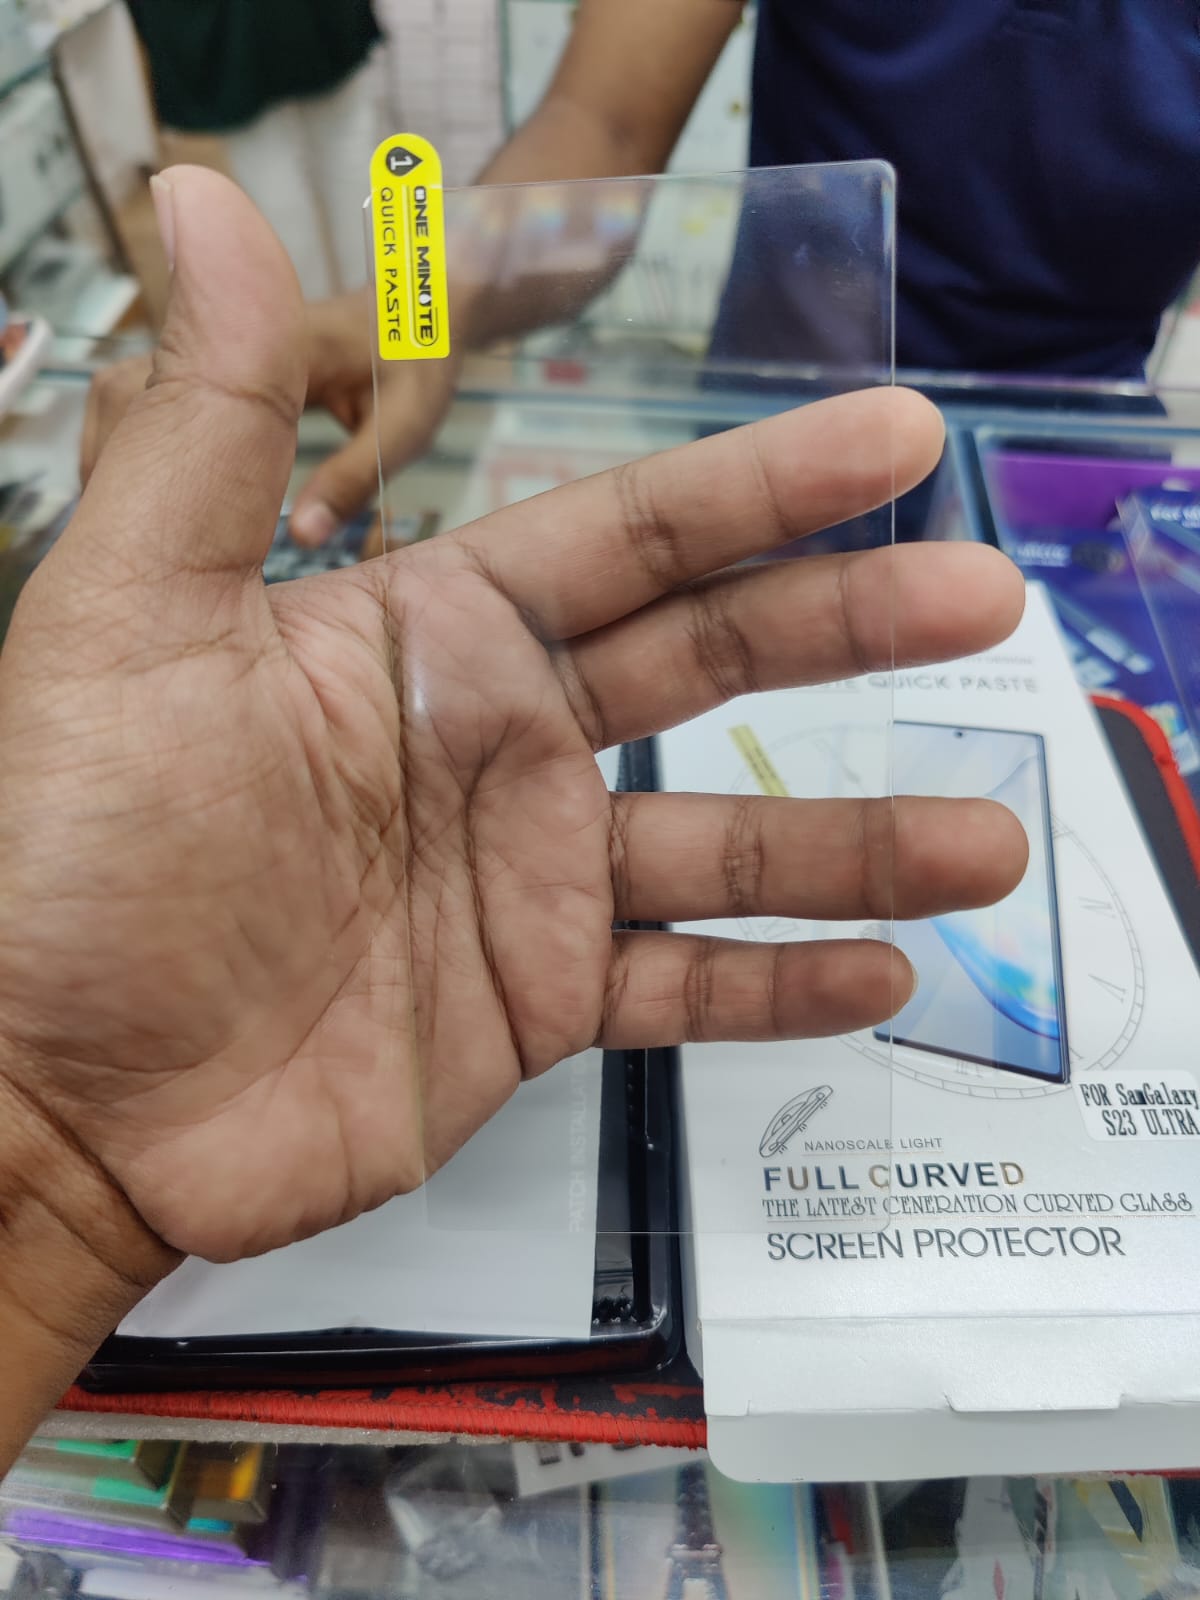 1
ONE MINUTE
QUICK PASTE
QUICK PASTE
FOR SamGalaxy
S23 ULTRA
NANOSCALE LIGHT
FULL CURVED
THE LATEST GENERATION CURVED GLASS
SCREEN PROTECTOR